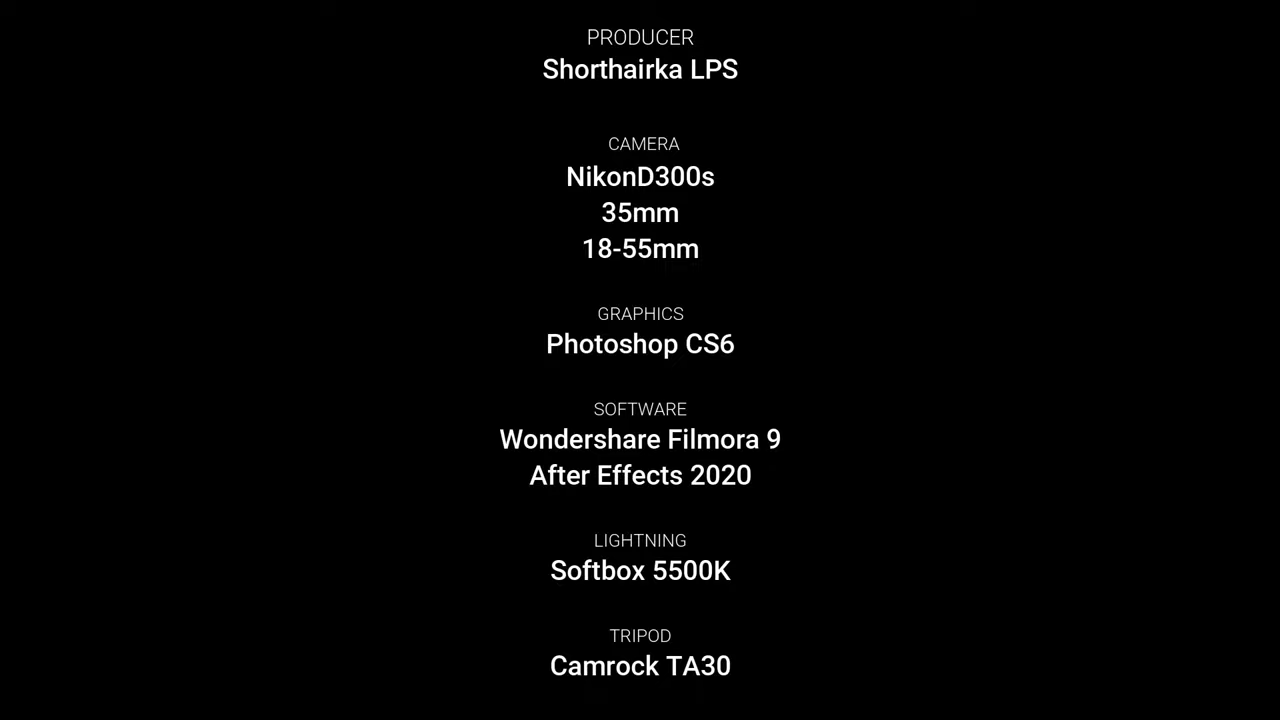 PRODUCER
Shorthairka LPS
CAMERA
NikonD300s
35mm
18-55mm
GRAPHICS
Photoshop CS6
SOFTWARE
Wondershare Filmora 9
After Effects 2020
LIGHTNING
Softbox 5500K
TRIPOD
Camrock TA30